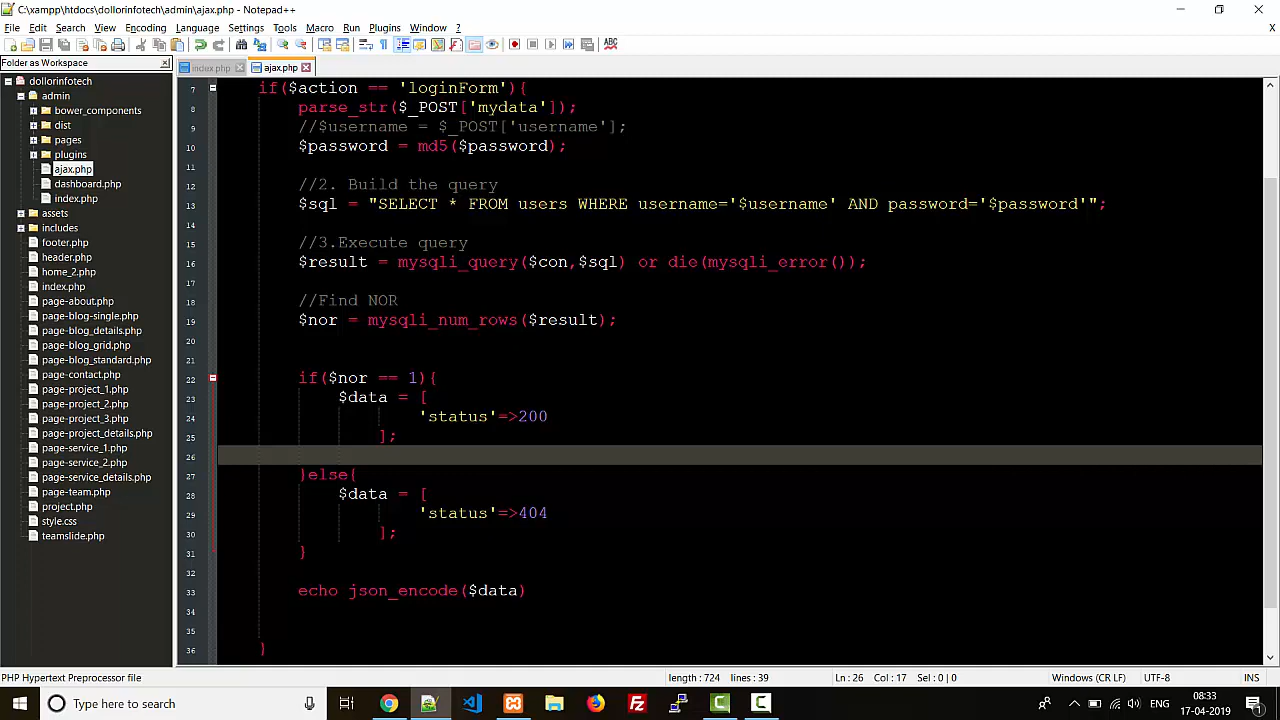 C:\xampp\htdocs\dollorinfotech\admin\ajax.php - Notepad++
File Edit Search View Encoding Language Settings Tools Macro Run Plugins Window ? X
ABC
Folder as Workspace
index.php ajax.php
dollorinfotech
admin
bower_components
dist
pages
plugins
ajax.php
dashboard.php
index.php
assets
includes
footer.php
header.php
home_2.php
index.php
page-about.php
page-blog-single.php
page-blog_details.php
page-blog_grid.php
page-blog_standard.php
page-contact.php
page-project_1.php
page-project_2.php
page-project_3.php
page-project_details.php
page-service_1.php
page-service_2.php
page-service_details.php
page-team.php
project.php
style.css
teamslide.php
7 if($action == 'loginForm'){
8 parse_str($_POST['mydata']);
9 //$username = $_POST['username'];
10 $password = md5($password);
11
12 //2. Build the query
13 $sql = "SELECT * FROM users WHERE username='$username' AND password='$password'";
14
15 //3.Execute query
16 $result = mysqli_query($con,$sql) or die(mysqli_error());
17
18 //Find NOR
19 $nor = mysqli_num_rows($result);
20
21
22 if($nor == 1){
23 $data = [
24 'status'=>200
25 ];
26
27 }else{
28 $data = [
29 'status'=>404
30 ];
31 }
32
33 echo json_encode($data)
34
35
36 }
PHP Hypertext Preprocessor file length : 724 lines : 39 Ln : 26 Col : 17 Sel : 0 | 0 Windows (CR LF) UTF-8 INS
Type here to search ENG 08:33
17-04-2019